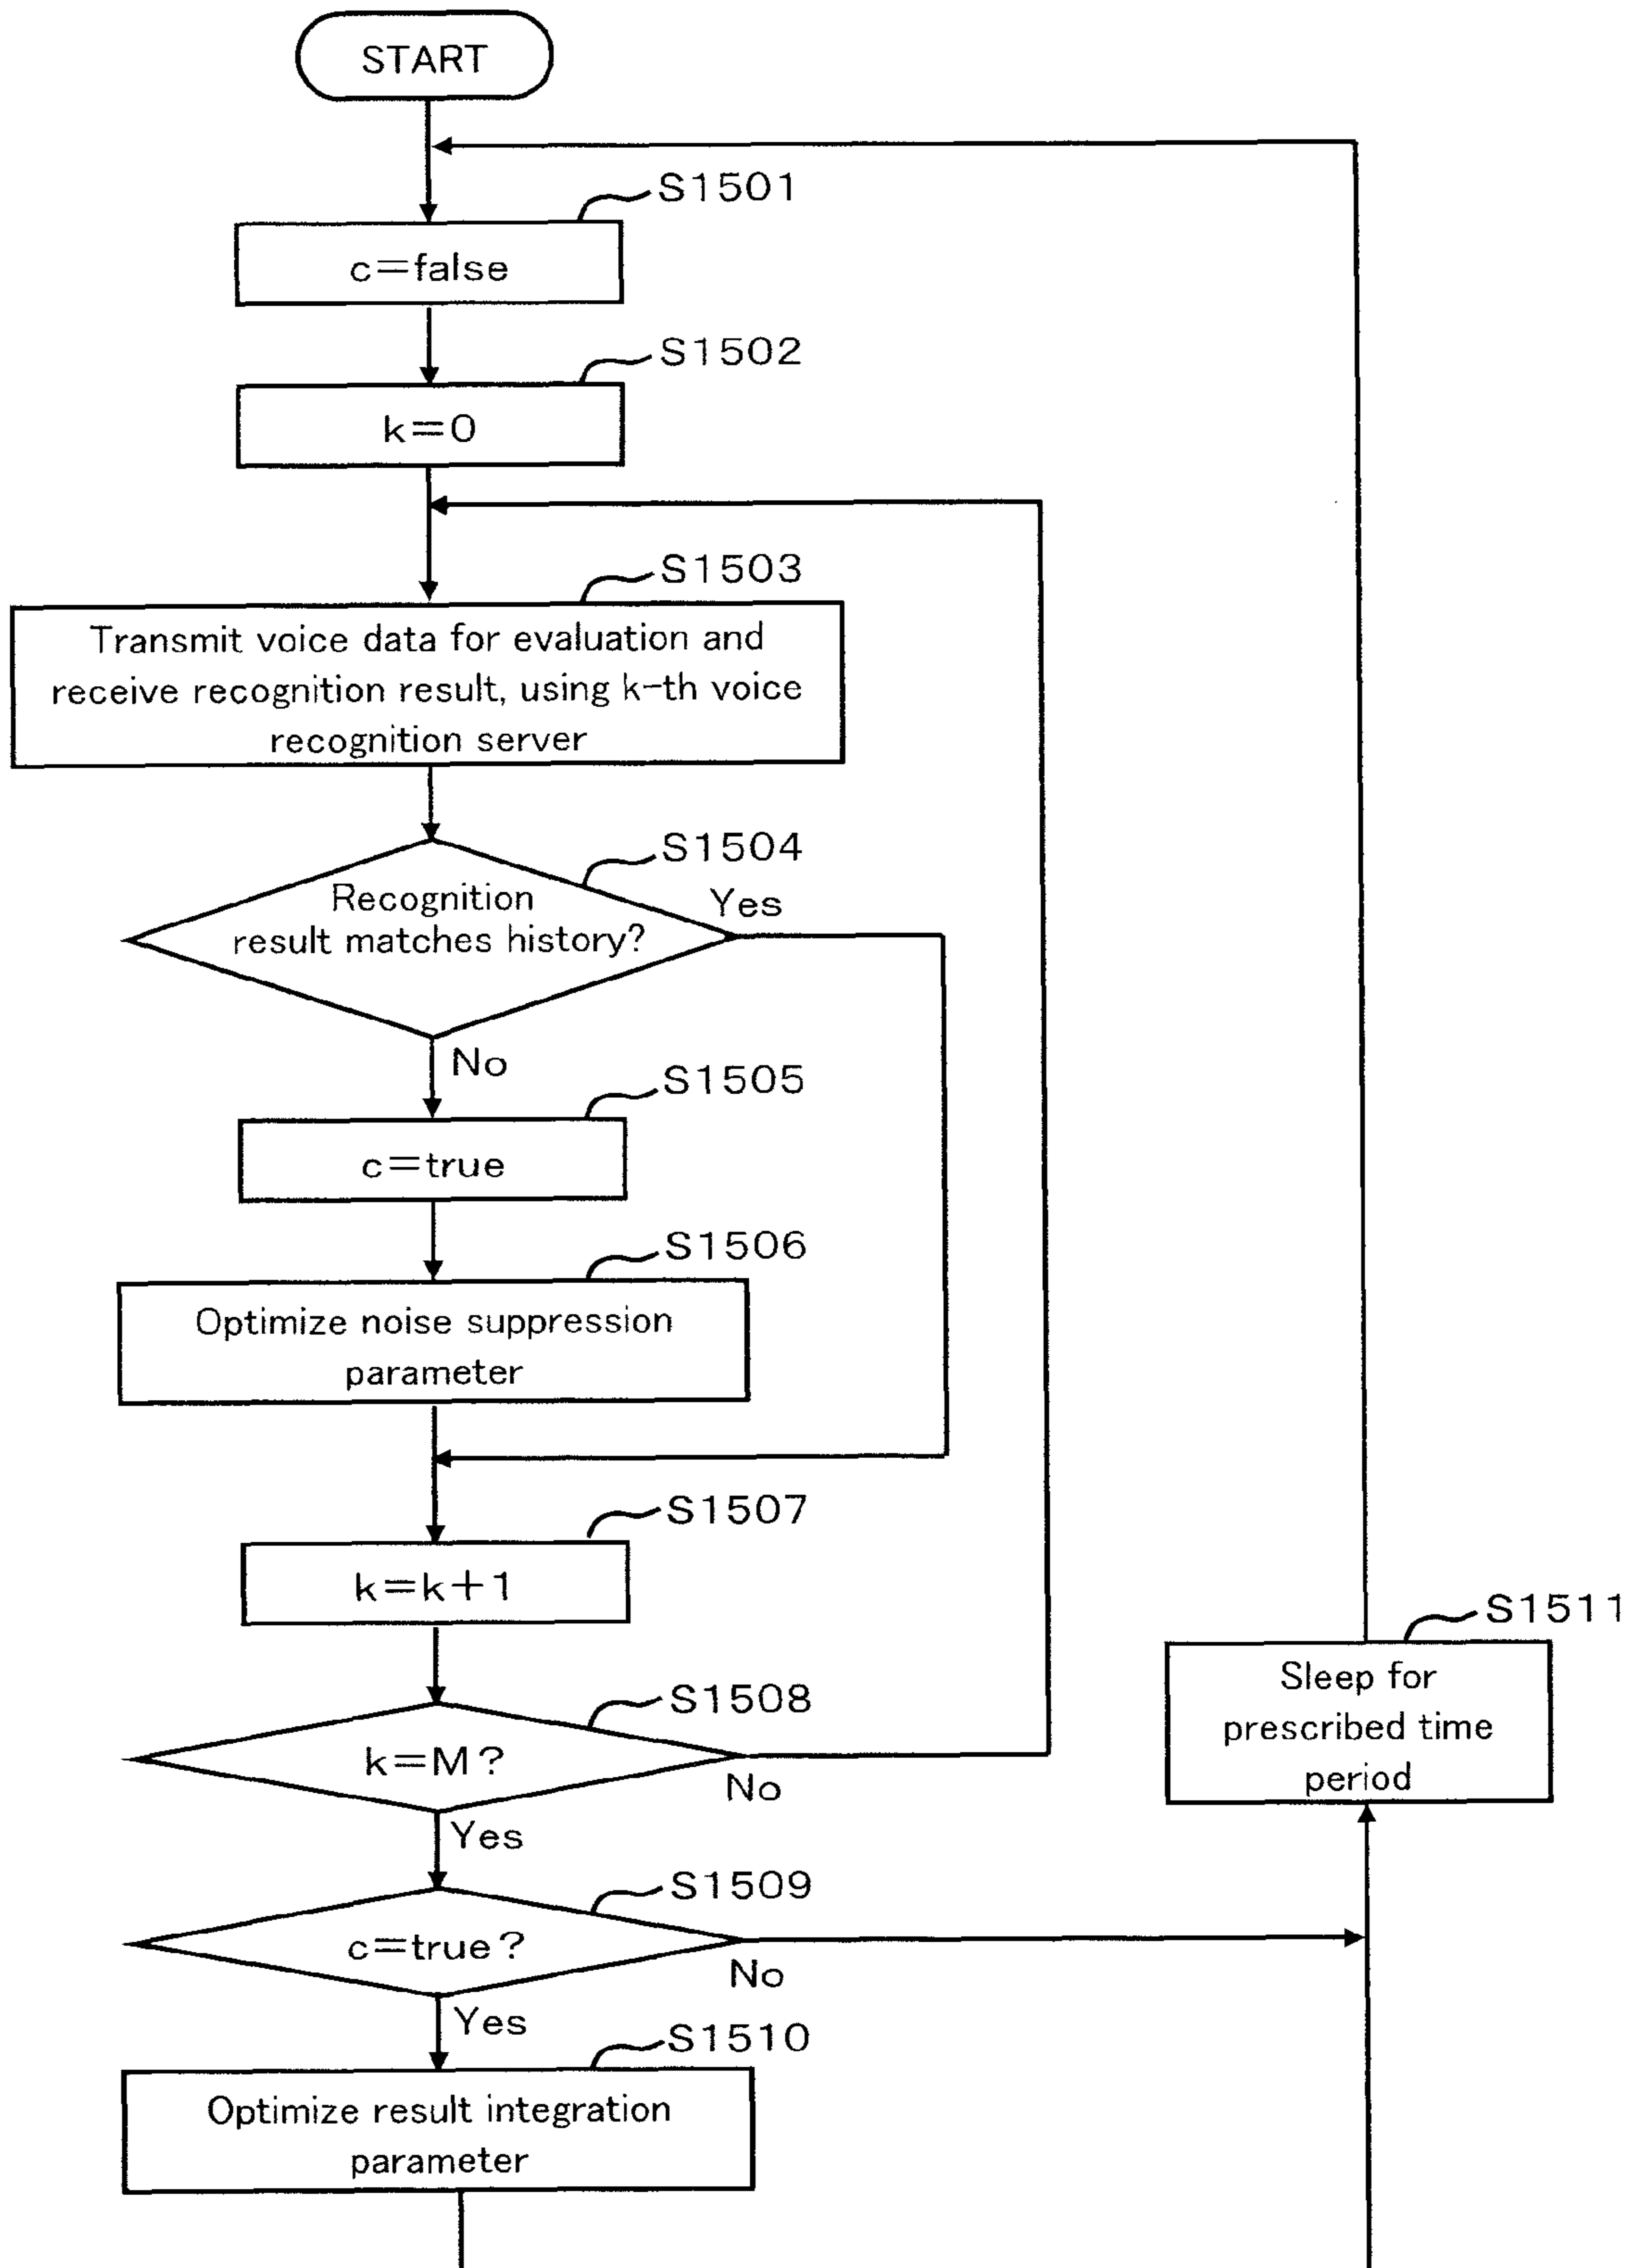 START
S1501
c=false
S1502
k=0
S1503
Transmit voice data for evaluation and
receive recognition result, using k-th voice
recognition server
S1504
Recognition
result matches history?
Yes
No
S1505
c=true
S1506
Optimize noise suppression
parameter
S1507
k=k+1
S1508
k=M?
No
Yes
S1509
c=true?
No
Yes
S1510
Optimize result integration
parameter
S1511
Sleep for
prescribed time
period